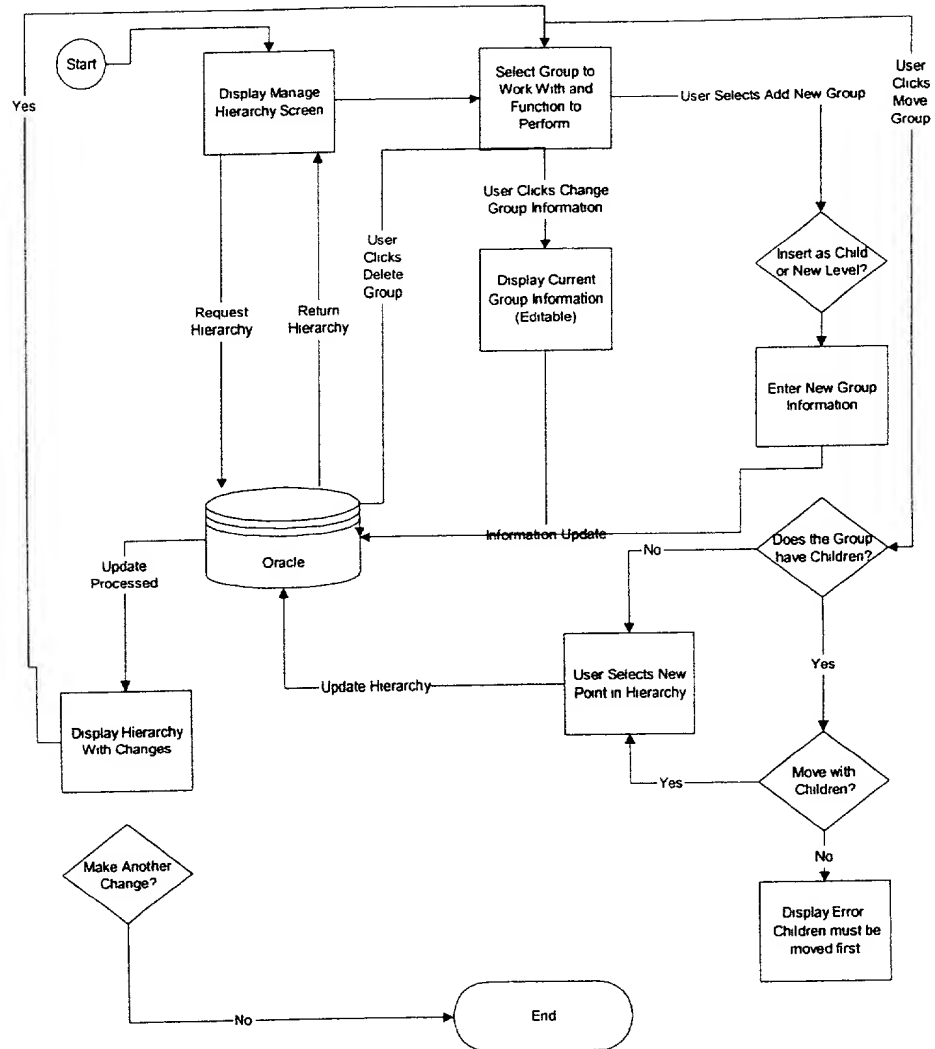 Start
Yes
Display Manage
Hierarchy Screen
Select Group to
Work With and
Function to
Perform
User Selects Add New Group
User
Clicks
Move
Group
User Clicks Change
Group Information
User
Clicks
Delete
Group
Insert as Child
or New Level?
Display Current
Group Information
(Editable)
Request
Hierarchy
Return
Hierarchy
Enter New Group
Information
Oracle
Information Update
Does the Group
have Children?
No
Update
Processed
Yes
User Selects New
Point in Hierarchy
Update Hierarchy
Display Hierarchy
With Changes
Move with
Children?
Yes
No
Make Another
Change?
Display Error
Children must be
moved first
No
End